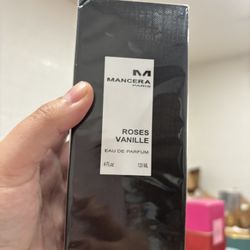 M
MANCERA
PARIS
ROSES
VANILLE
EAU DE PARFUM
4 Fl.oz 120 ML